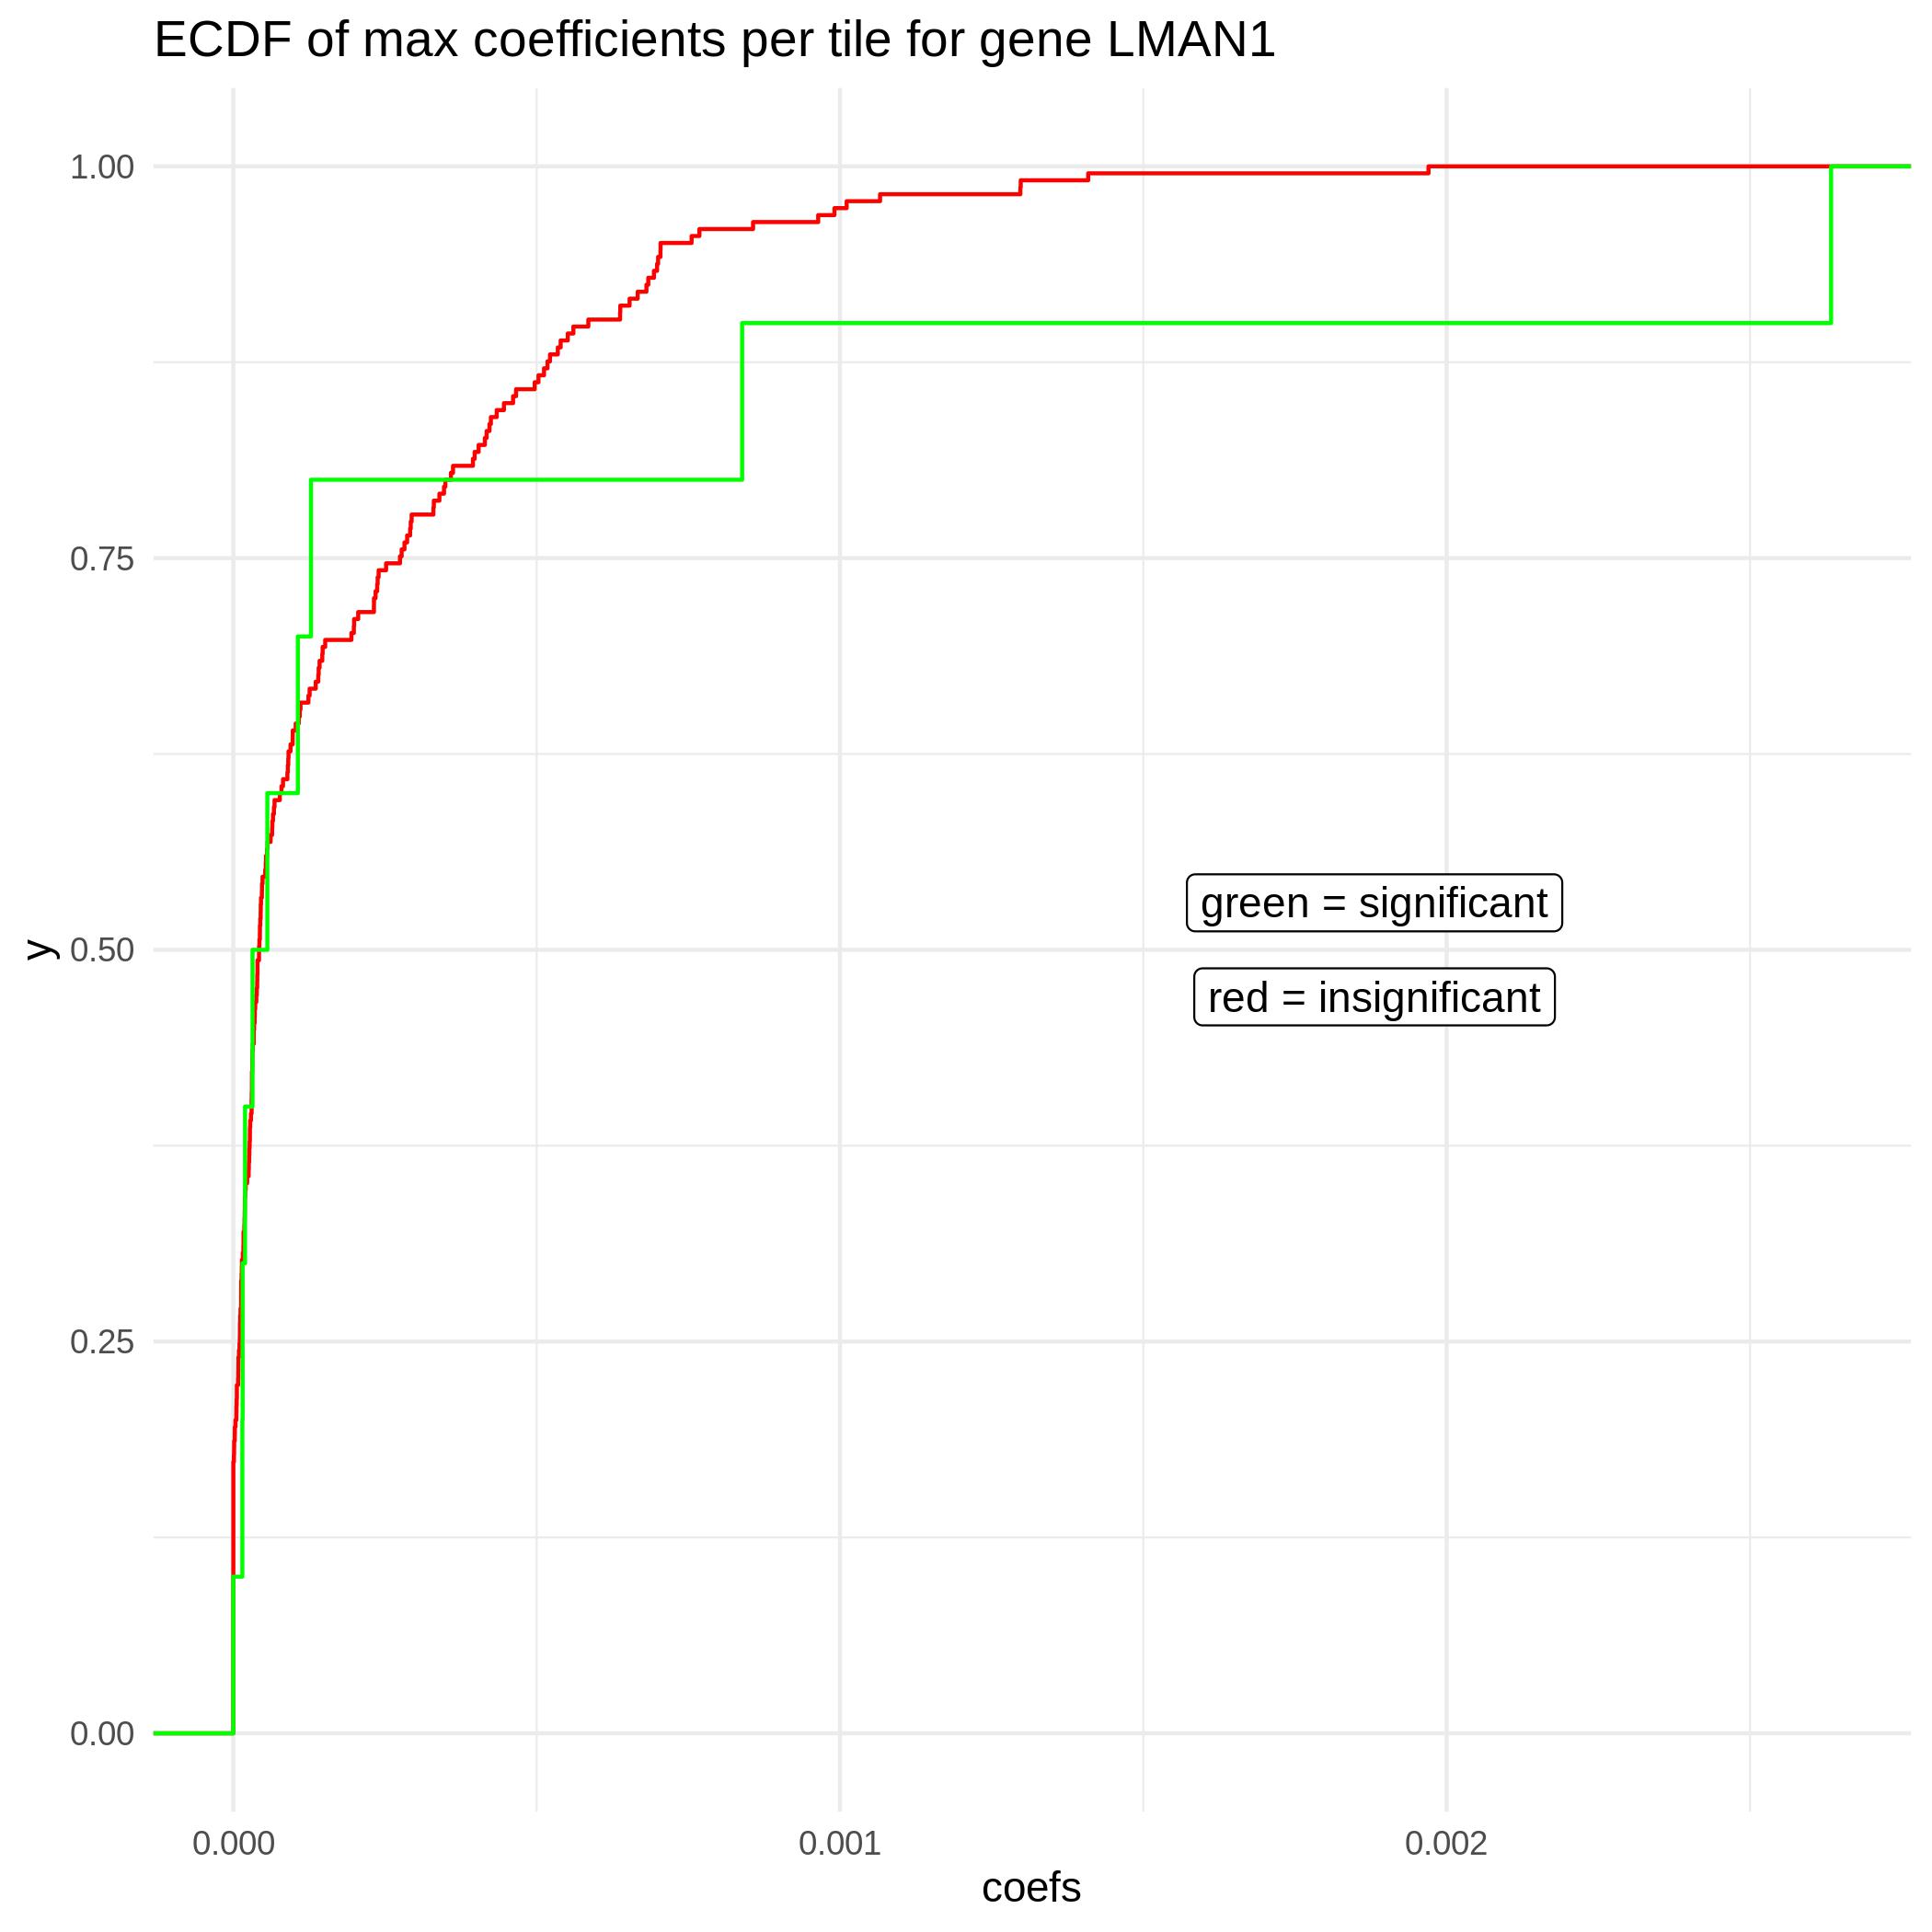 ECDF of max coefficients per tile for gene LMAN1
1.00
0.75
0.50
0.25
0.00
y
green = significant
red = insignificant
0.000
0.001
0.002
coefs